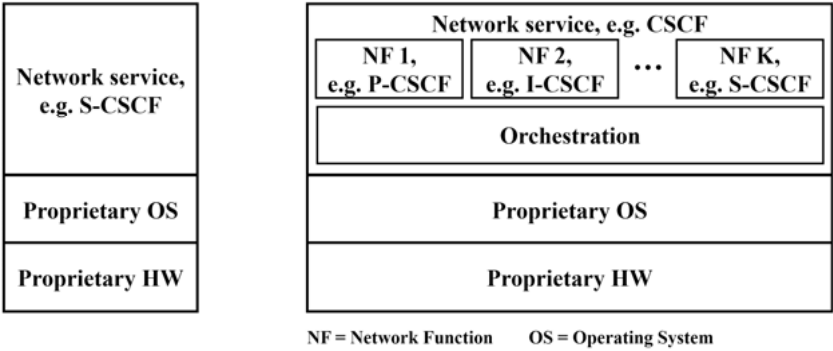 Network service,
e.g. S-CSCF
Proprietary OS
Proprietary HW
Network service, e.g. CSCF
NF 1,
e.g. P-CSCF
NF 2,
e.g. I-CSCF
...
NF K,
e.g. S-CSCF
Orchestration
Proprietary OS
Proprietary HW
NF = Network Function OS = Operating System